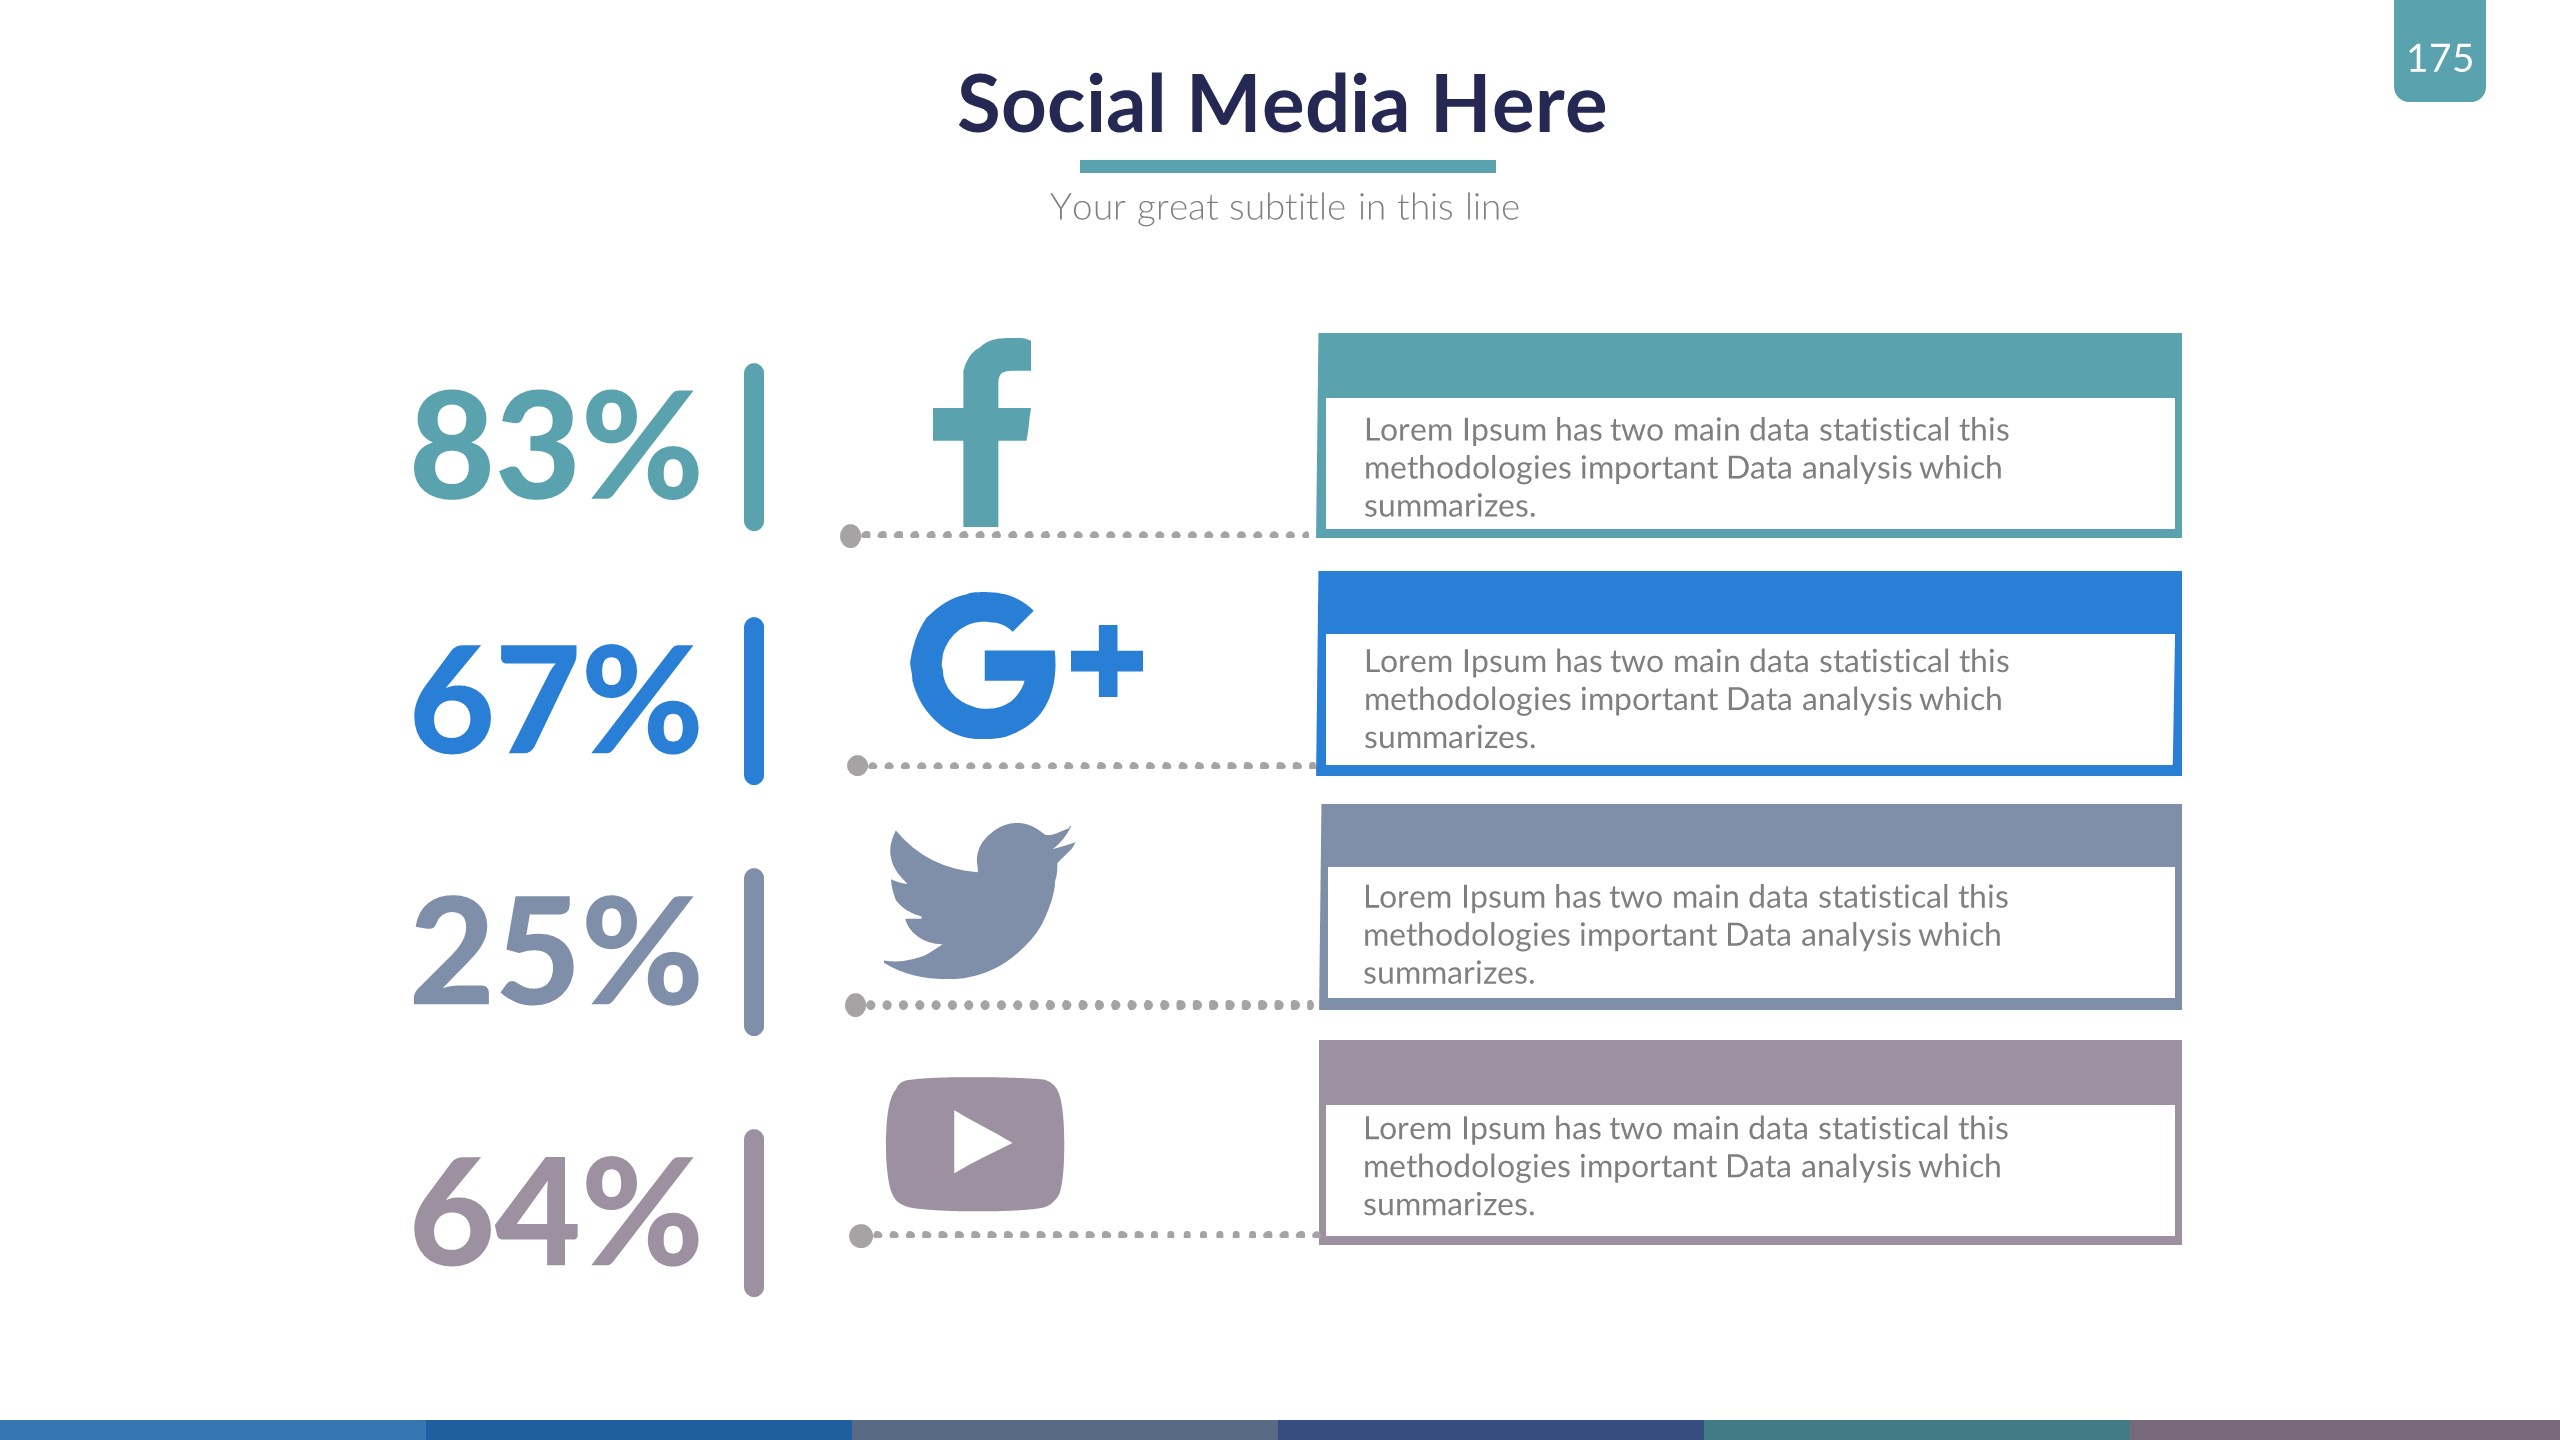 175
Social Media Here
Your great subtitle in this line
83%
Lorem Ipsum has two main data statistical this
methodologies important Data analysis which
summarizes.
67%
G+
Lorem Ipsum has two main data statistical this
methodologies important Data analysis which
summarizes.
25%
Lorem Ipsum has two main data statistical this
methodologies important Data analysis which
summarizes.
64%
Lorem Ipsum has two main data statistical this
methodologies important Data analysis which
summarizes.